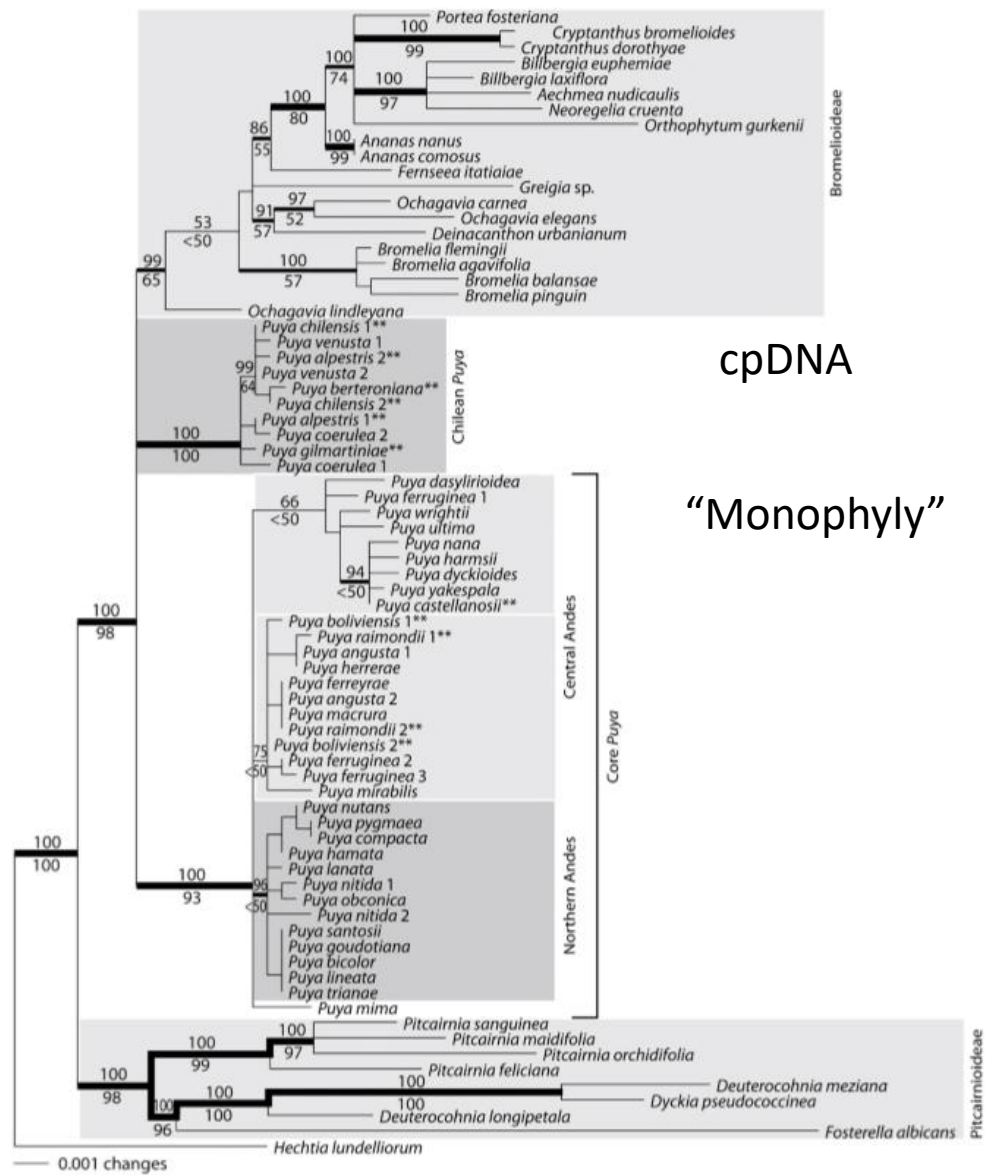 Portea fosteriana
100
Cryptanthus bromelioides
99
Cryptanthus dorothyae
100
74
Billbergia euphemiae
100
Billbergia laxiflora
97
Aechmea nudicaulis
Neoregelia cruenta
Orthophytum gurkenii
100
80
86
55
100
Ananas nanus
99
Ananas comosus
Fernseea itatiaiae
Greigia sp.
97
Ochagavia carnea
91
52
Ochagavia elegans
57
Deinacanthon urbanianum
53
<50
Bromelia flemingii
100
Bromelia agavifolia
57
Bromelia balansae
Bromelia pinguin
99
65
Ochagavia lindleyana
Bromelioideae
Puya chilensis 1**
Puya venusta 1
Puya alpestris 2**
99
Puya venusta 2
64
Puya berteroniana**
Puya chilensis 2**
Puya alpestris 1**
100
Puya coerulea 2
100
Puya gilmartiniae**
Puya coerulea 1
Chilean Puya
cpDNA
“Monophyly”
Puya dasylirioidea
66
Puya ferruginea 1
<50
Puya wrightii
Puya ultima
Puya nana
Puya harmsii
94
Puya dyckioides
<50
Puya yakespala
Puya castellanosii**
100
98
Puya boliviensis 1**
Puya raimondii 1**
Puya angusta 1
Puya herrerae
Puya ferreyrae
Puya angusta 2
Puya macrura
Puya raimondii 2**
75
Puya boliviensis 2**
<50
Puya ferruginea 2
Puya ferruginea 3
Puya mirabilis
Central Andes
Core Puya
Puya nutans
Puya pygmaea
Puya compacta
Puya hamata
Puya lanata
100
93
96
<50
Puya nitida 1
Puya obconica
Puya nitida 2
Puya santosii
Puya goudotiana
Puya bicolor
Puya lineata
Puya trianae
Northern Andes
Puya mima
100
100
Pitcairnia sanguinea
100
Pitcairnia maidifolia
97
100
99
Pitcairnia orchidifolia
Pitcairnia feliciana
100
98
100
Deuterocohnia meziana
100
100
Dyckia pseudococcinea
100
100
Deuterocohnia longipetala
96
Fosterella albicans
Pitcairnioideae
Hechtia lundelliorum
0.001 changes